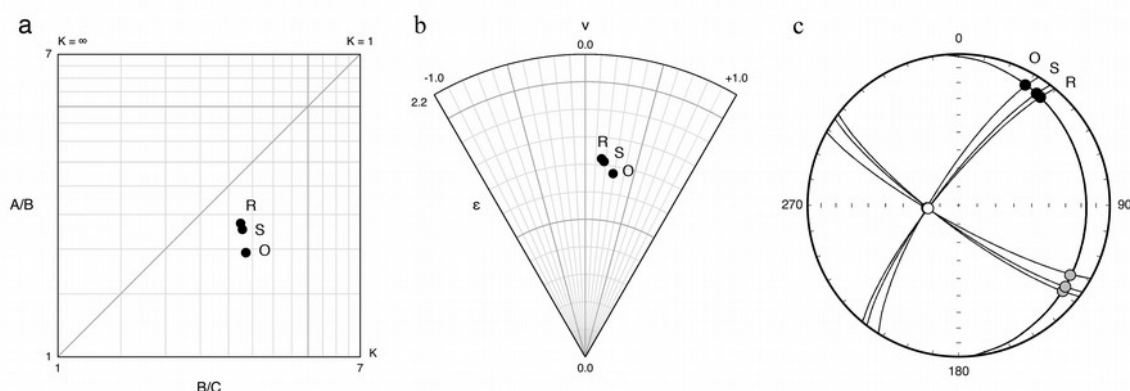 a
K = ∞
K = 1
7
A/B
R
S
O
1
K
1
7
B/C
b
ν
0.0
-1.0
+1.0
2.2
R
S
O
ε
0.0
c
0
O S R
270
90
180